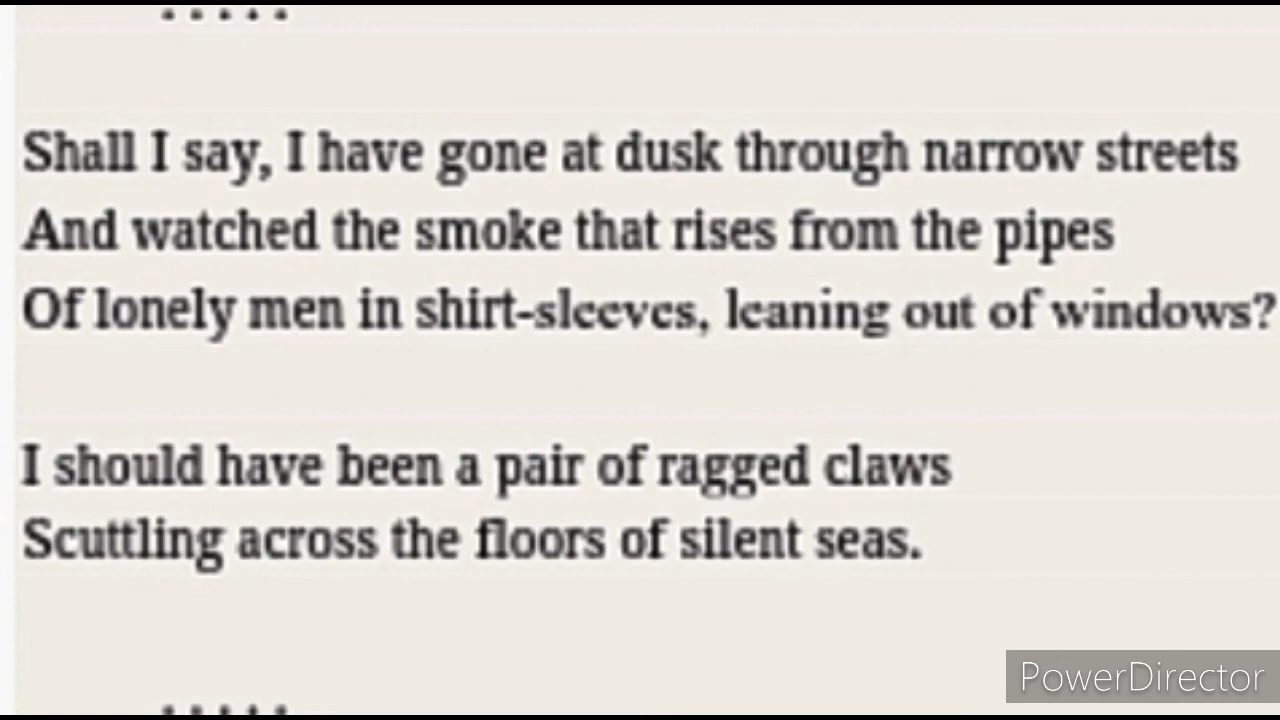 .....
Shall I say, I have gone at dusk through narrow streets
And watched the smoke that rises from the pipes
Of lonely men in shirt-sleeves, leaning out of windows?
I should have been a pair of ragged claws
Scuttling across the floors of silent seas.
.....
PowerDirector